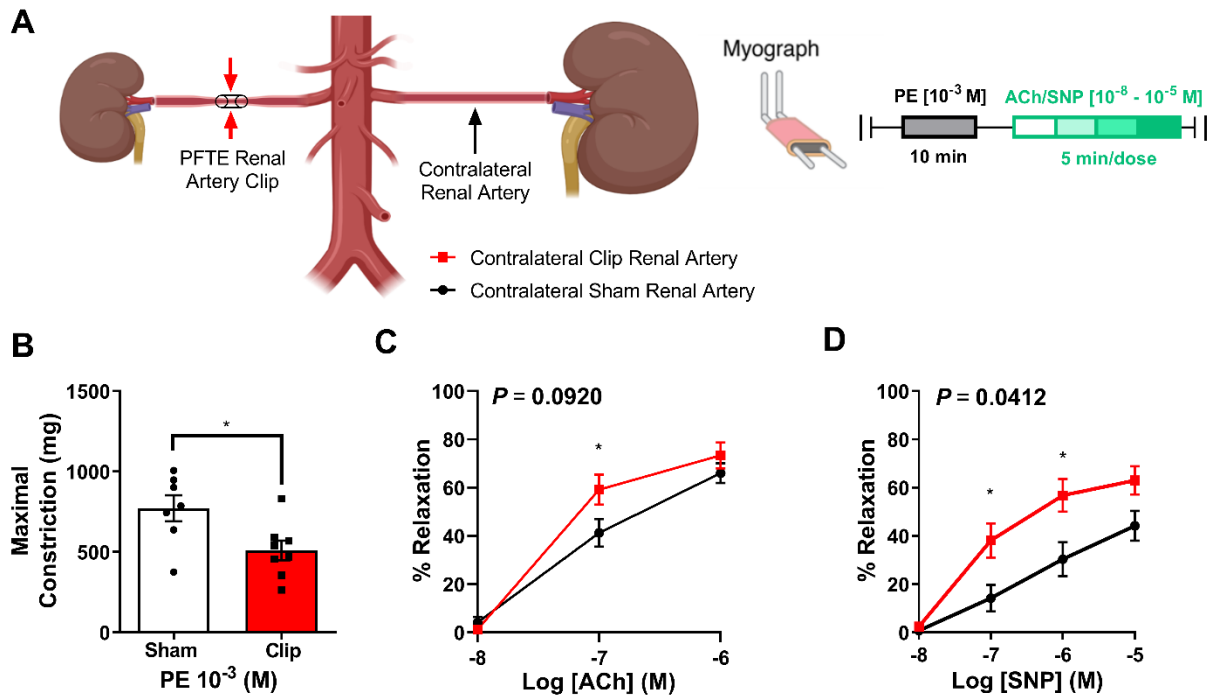 A
PFTE Renal
Artery Clip
Contralateral
Renal Artery
Myograph
PE [10⁻³ M]
10 min
ACh/SNP [10⁻⁸ - 10⁻⁵ M]
5 min/dose
Contralateral Clip Renal Artery
Contralateral Sham Renal Artery
B
Maximal
Constriction (mg)
1500
1000
500
0
*
Sham Clip
PE 10⁻³ (M)
C
P = 0.0920
% Relaxation
100
80
60
40
20
0
*
-8 -7 -6
Log [ACh] (M)
D
P = 0.0412
% Relaxation
100
80
60
40
20
0
* *
-8 -7 -6 -5
Log [SNP] (M)